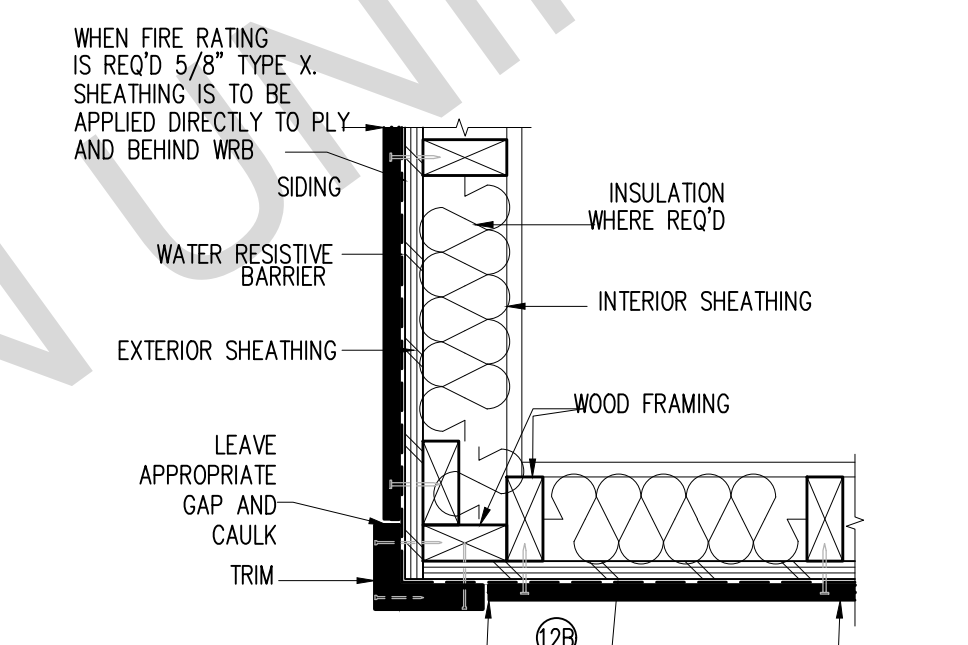 WHEN FIRE RATING
IS REQ'D 5/8" TYPE X.
SHEATHING IS TO BE
APPLIED DIRECTLY TO PLY
AND BEHIND WRB
SIDING
INSULATION
WHERE REQ'D
WATER RESISTIVE
BARRIER
INTERIOR SHEATHING
EXTERIOR SHEATHING
WOOD FRAMING
LEAVE
APPROPRIATE
GAP AND
CAULK
TRIM
12B